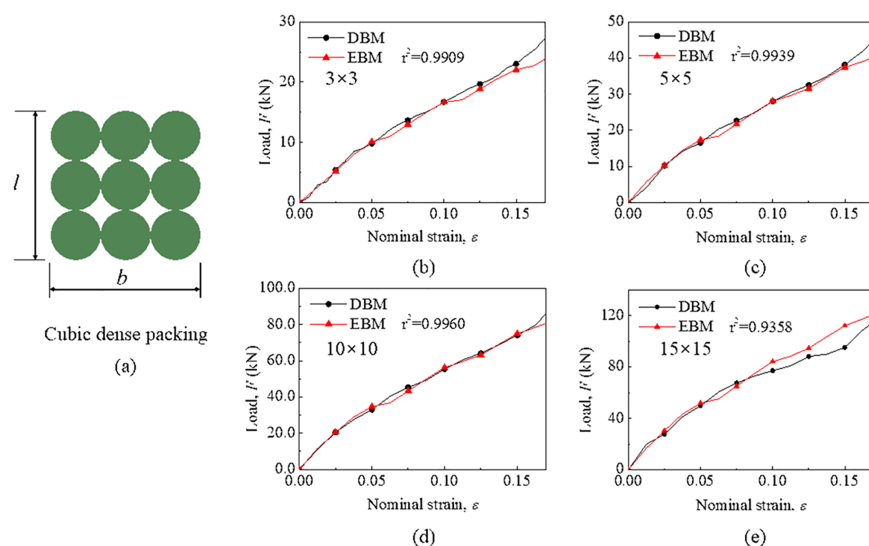 l
b
Cubic dense packing
(a)
30
20
10
0
Load, F (kN)
DBM
EBM r²=0.9909
3×3
0.00 0.05 0.10 0.15
Nominal strain, ε
(b)
50
40
30
20
10
0
Load, F (kN)
DBM
EBM r²=0.9939
5×5
0.00 0.05 0.10 0.15
Nominal strain, ε
(c)
100.0
80.0
60.0
40.0
20.0
0.0
Load, F (kN)
DBM
EBM r²=0.9960
10×10
0.00 0.05 0.10 0.15
Nominal strain, ε
(d)
120
80
40
0
Load, F (kN)
DBM
EBM r²=0.9358
15×15
0.00 0.05 0.10 0.15
Nominal strain, ε
(e)